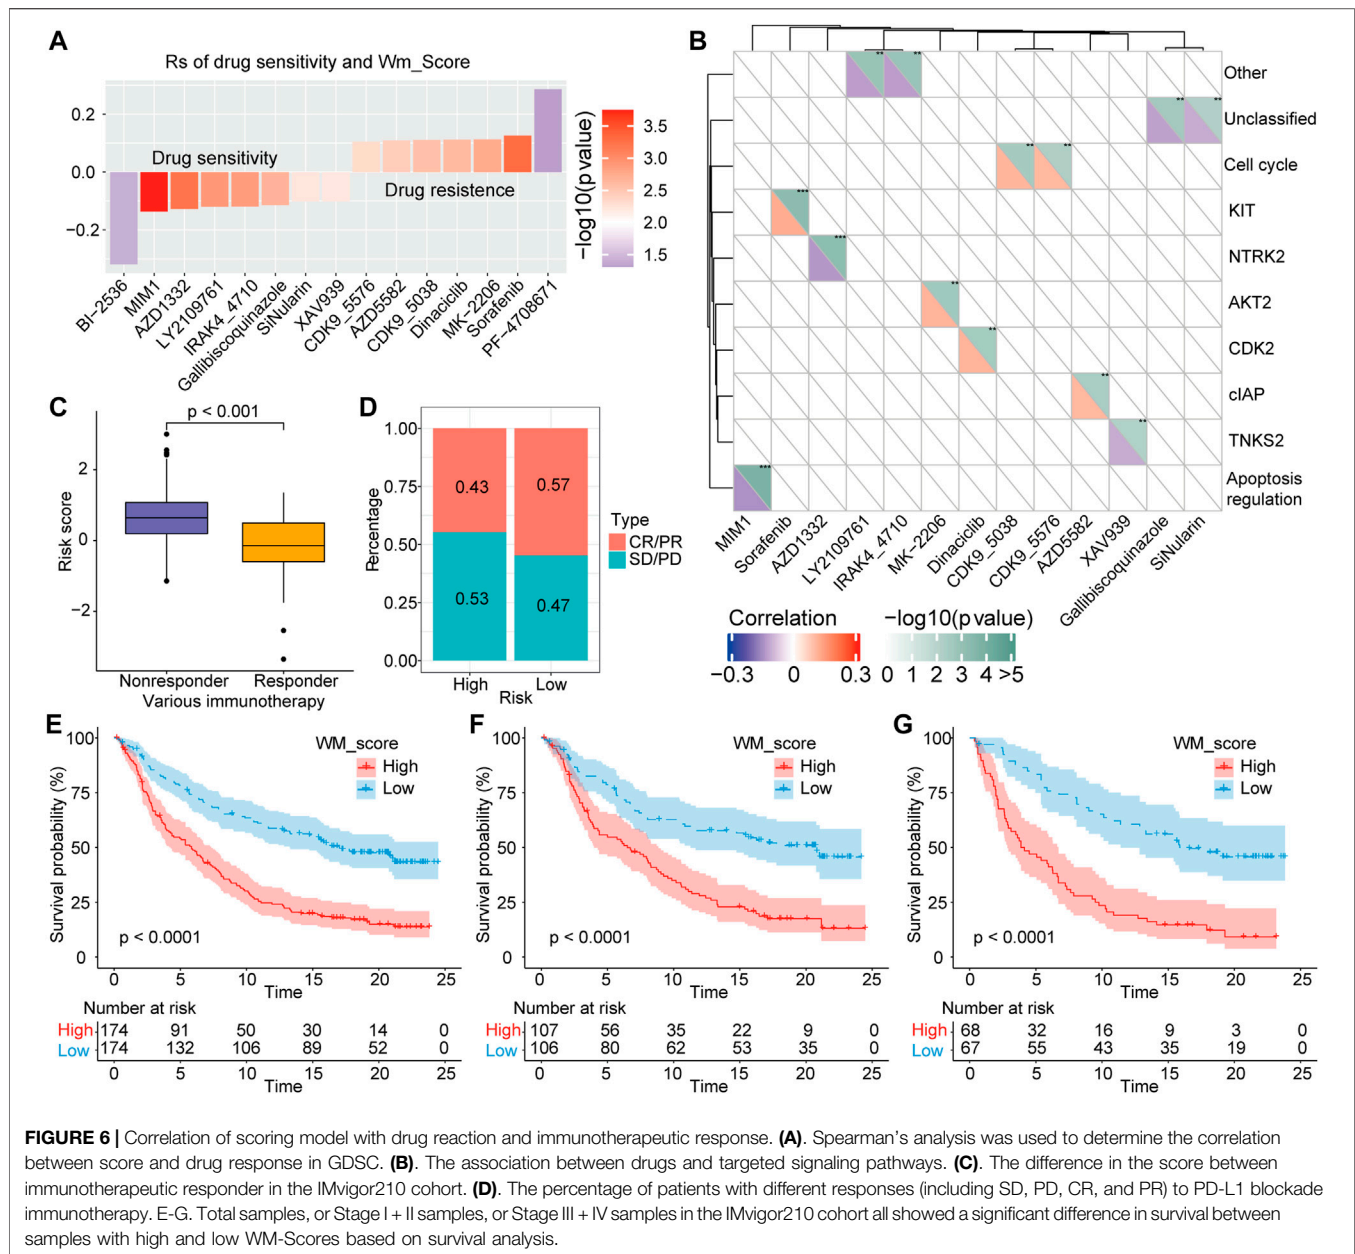 A
Rs of drug sensitivity and Wm_Score
0.2
0.0
−0.2
Drug sensitivity
Drug resistence
−log10(p value)
3.5
3.0
2.5
2.0
1.5
BI−2536
MIM1
AZD1332
LY2109761
IRAK4_4710
Gallibiscoquinazole
SiNularin
XAV939
CDK9_5576
AZD5582
CDK9_5038
Dinaciclib
MK−2206
Sorafenib
PF−4708671
B
** ** Other
** ** Unclassified
** ** Cell cycle
*** KIT
*** NTRK2
** AKT2
** CDK2
** cIAP
** TNKS2
*** Apoptosis
regulation
MIM1
Sorafenib
AZD1332
LY2109761
IRAK4_4710
MK−2206
Dinaciclib
CDK9_5038
CDK9_5576
AZD5582
XAV939
Gallibiscoquinazole
SiNularin
Correlation
−0.3 0 0.3
−log10(p value)
0 1 2 3 4 >5
C
p < 0.001
Risk score
2
0
−2
Nonresponder Responder
Various immunotherapy
D
Percentage
1.00
0.75
0.50
0.25
0.00
0.43 0.57
0.53 0.47
High Low
Risk
Type
CR/PR
SD/PD
E
Survival probability (%)
100
75
50
25
0
WM_score
High
Low
p < 0.0001
0 5 10 15 20 25
Time
Number at risk
High 174 91 50 30 14 0
Low 174 132 106 89 52 0
0 5 10 15 20 25
Time
F
Survival probability (%)
100
75
50
25
0
WM_score
High
Low
p < 0.0001
0 5 10 15 20 25
Time
Number at risk
High 107 56 35 22 9 0
Low 106 80 62 53 35 0
0 5 10 15 20 25
Time
G
Survival probability (%)
100
75
50
25
0
WM_score
High
Low
p < 0.0001
0 5 10 15 20 25
Time
Number at risk
High 68 32 16 9 3 0
Low 67 55 43 35 19 0
0 5 10 15 20 25
Time
FIGURE 6 | Correlation of scoring model with drug reaction and immunotherapeutic response. (A). Spearman’s analysis was used to determine the correlation
between score and drug response in GDSC. (B). The association between drugs and targeted signaling pathways. (C). The difference in the score between
immunotherapeutic responder in the IMvigor210 cohort. (D). The percentage of patients with different responses (including SD, PD, CR, and PR) to PD-L1 blockade
immunotherapy. E-G. Total samples, or Stage I + II samples, or Stage III + IV samples in the IMvigor210 cohort all showed a significant difference in survival between
samples with high and low WM-Scores based on survival analysis.